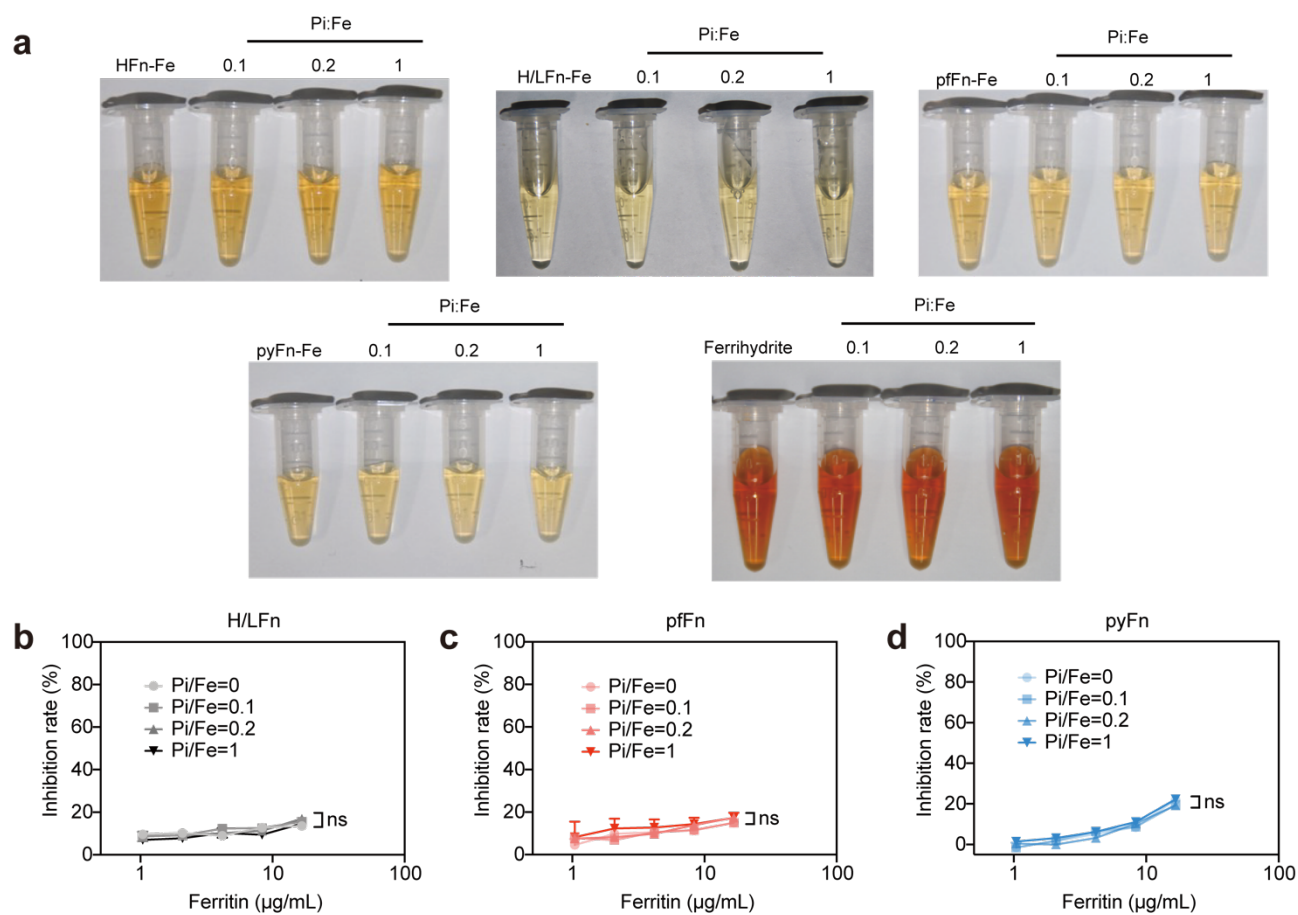 a
Pi:Fe
HFn-Fe 0.1 0.2 1
Pi:Fe
H/LFn-Fe 0.1 0.2 1
Pi:Fe
pfFn-Fe 0.1 0.2 1
Pi:Fe
pyFn-Fe 0.1 0.2 1
Pi:Fe
Ferrihydrite 0.1 0.2 1
b
H/LFn
Inhibition rate (%)
100
80
60
40
20
0
Pi/Fe=0
Pi/Fe=0.1
Pi/Fe=0.2
Pi/Fe=1
ns
1 10 100
Ferritin (µg/mL)
c
pfFn
Inhibition rate (%)
100
80
60
40
20
0
Pi/Fe=0
Pi/Fe=0.1
Pi/Fe=0.2
Pi/Fe=1
ns
1 10 100
Ferritin (µg/mL)
d
pyFn
Inhibition rate (%)
100
80
60
40
20
0
Pi/Fe=0
Pi/Fe=0.1
Pi/Fe=0.2
Pi/Fe=1
ns
1 10 100
Ferritin (µg/mL)